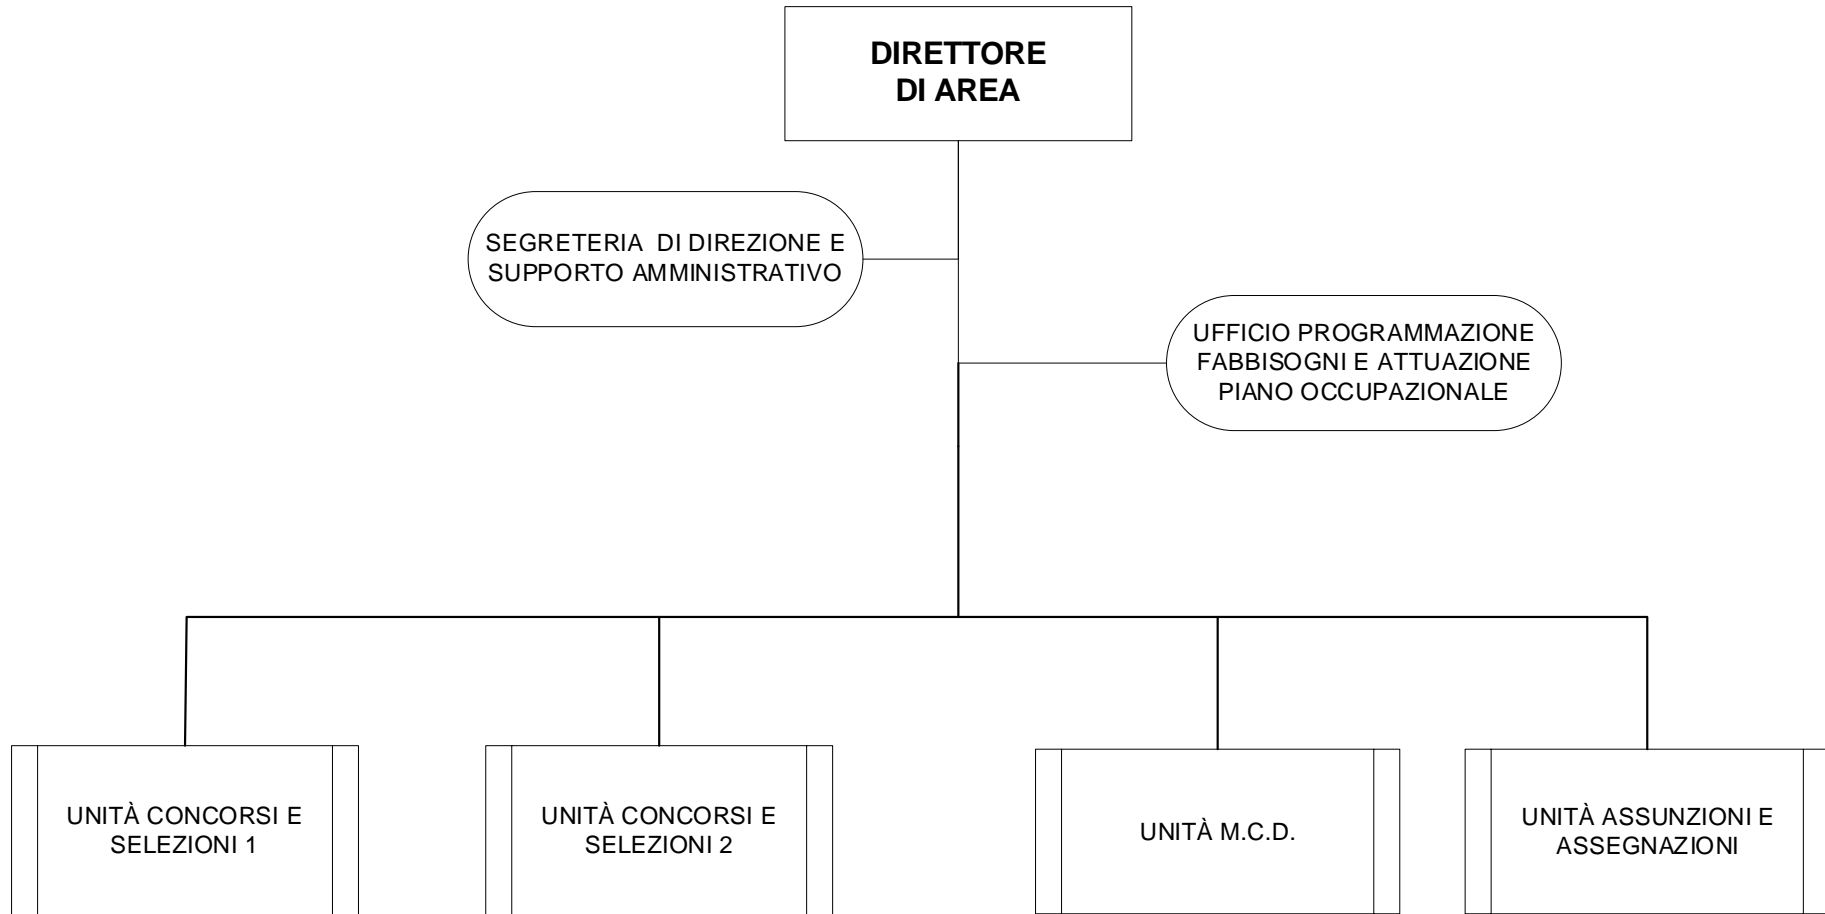 DIRETTORE
DI AREA
SEGRETERIA DI DIREZIONE E
SUPPORTO AMMINISTRATIVO
UFFICIO PROGRAMMAZIONE
FABBISOGNI E ATTUAZIONE
PIANO OCCUPAZIONALE
UNITÀ CONCORSI E
SELEZIONI 1
UNITÀ CONCORSI E
SELEZIONI 2
UNITÀ M.C.D.
UNITÀ ASSUNZIONI E
ASSEGNAZIONI